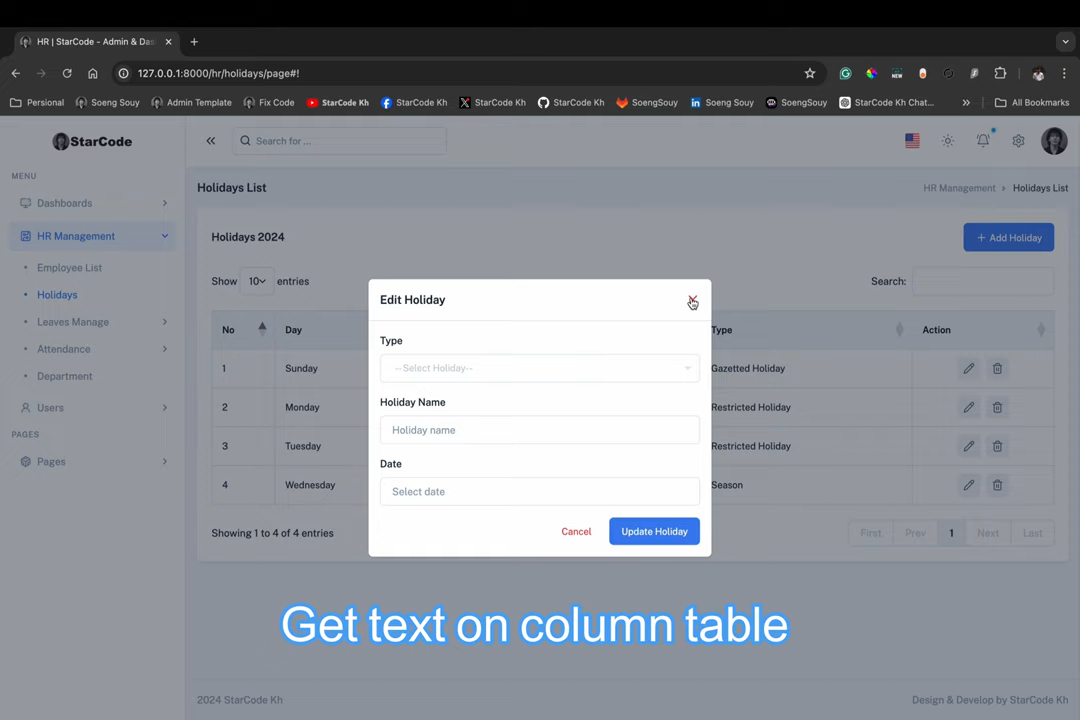 HR | StarCode - Admin & Das
127.0.0.1:8000/hr/holidays/page#!
NEW
Personal
Soeng Souy
Admin Template
Fix Code
StarCode Kh
StarCode Kh
StarCode Kh
StarCode Kh
SoengSouy
Soeng Souy
SoengSouy
StarCode Kh Chat...
All Bookmarks
StarCode
Search for ...
MENU
Dashboards
HR Management
Employee List
Holidays
Leaves Manage
Attendance
Department
Users
PAGES
Pages
Holidays List
HR Management
Holidays List
Holidays 2024
+ Add Holiday
Show 10 entries
Search:
No
Day
Type
Action
1
Sunday
Gazetted Holiday
2
Monday
Restricted Holiday
3
Tuesday
Restricted Holiday
4
Wednesday
Season
Showing 1 to 4 of 4 entries
First
Prev
1
Next
Last
Edit Holiday
Type
--Select Holiday--
Holiday Name
Holiday name
Date
Select date
Cancel
Update Holiday
Get text on column table
2024 StarCode Kh
Design & Develop by StarCode Kh